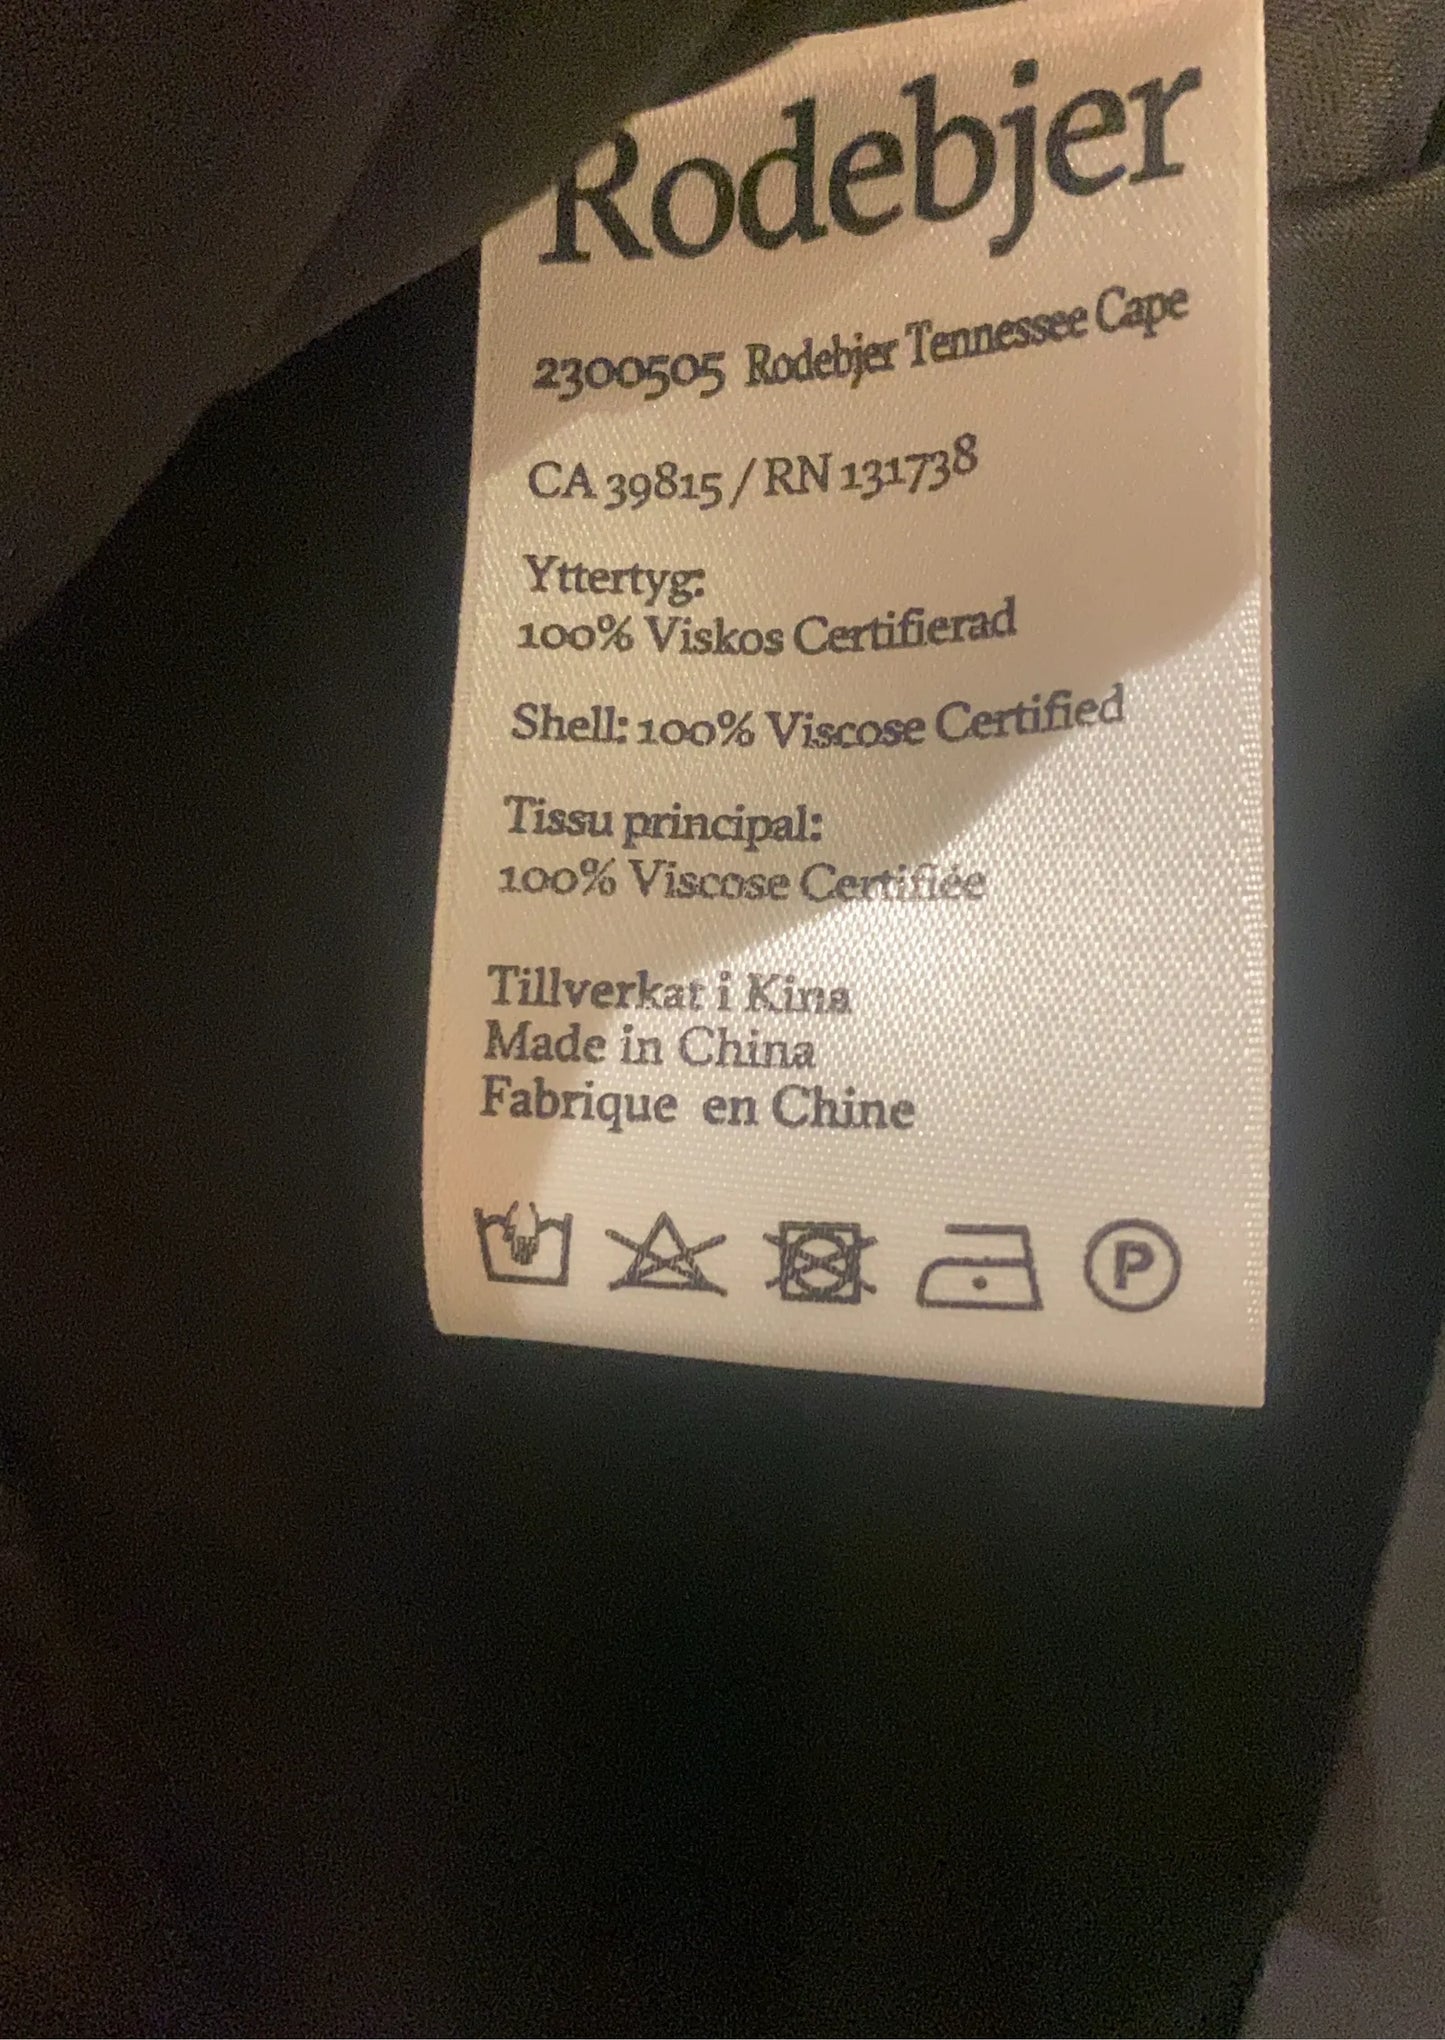 Rodebjer
2300505 Rodebjer Tennessee Cape
CA 39815 / RN 131738
Yttertyg:
100% Viskos Certifierad
Shell: 100% Viscose Certified
Tissu principal:
100% Viscose Certifiée
Tillverkat i Kina
Made in China
Fabrique en Chine
P